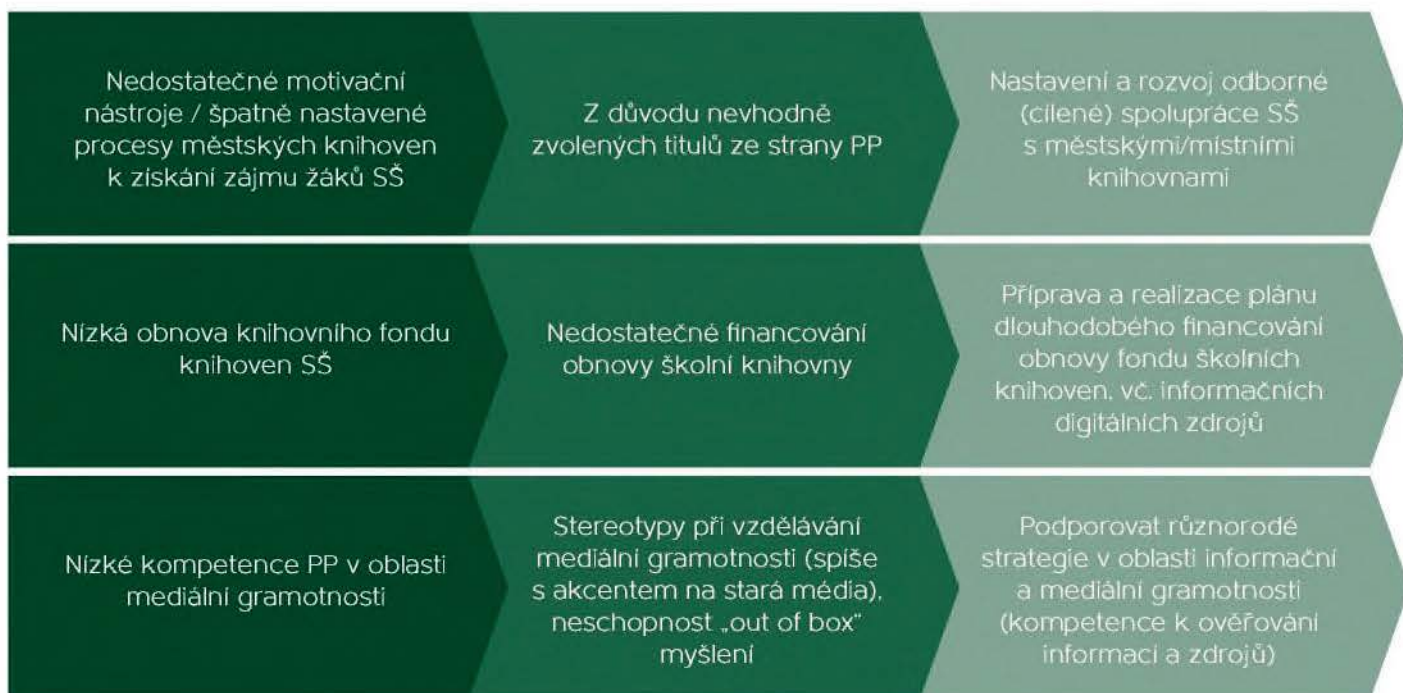 Nedostatečné motivační
nástroje / špatně nastavené
procesy městských knihoven
k získání zájmu žáků SŠ
Z důvodu nevhodně
zvolených titulů ze strany PP
Nastavení a rozvoj odborné
(cílené) spolupráce SŠ
s městskými/místními
knihovnami
Nízká obnova knihovního fondu
knihoven SŠ
Nedostatečné financování
obnovy školní knihovny
Příprava a realizace plánu
dlouhodobého financování
obnovy fondu školních
knihoven, vč. informačních
digitálních zdrojů
Nízké kompetence PP v oblasti
mediální gramotnosti
Stereotypy při vzdělávání
mediální gramotnosti (spíše
s akcentem na stará média),
neschopnost „out of box“
myšlení
Podporovat různorodé
strategie v oblasti informační
a mediální gramotnosti
(kompetence k ověřování
informací a zdrojů)